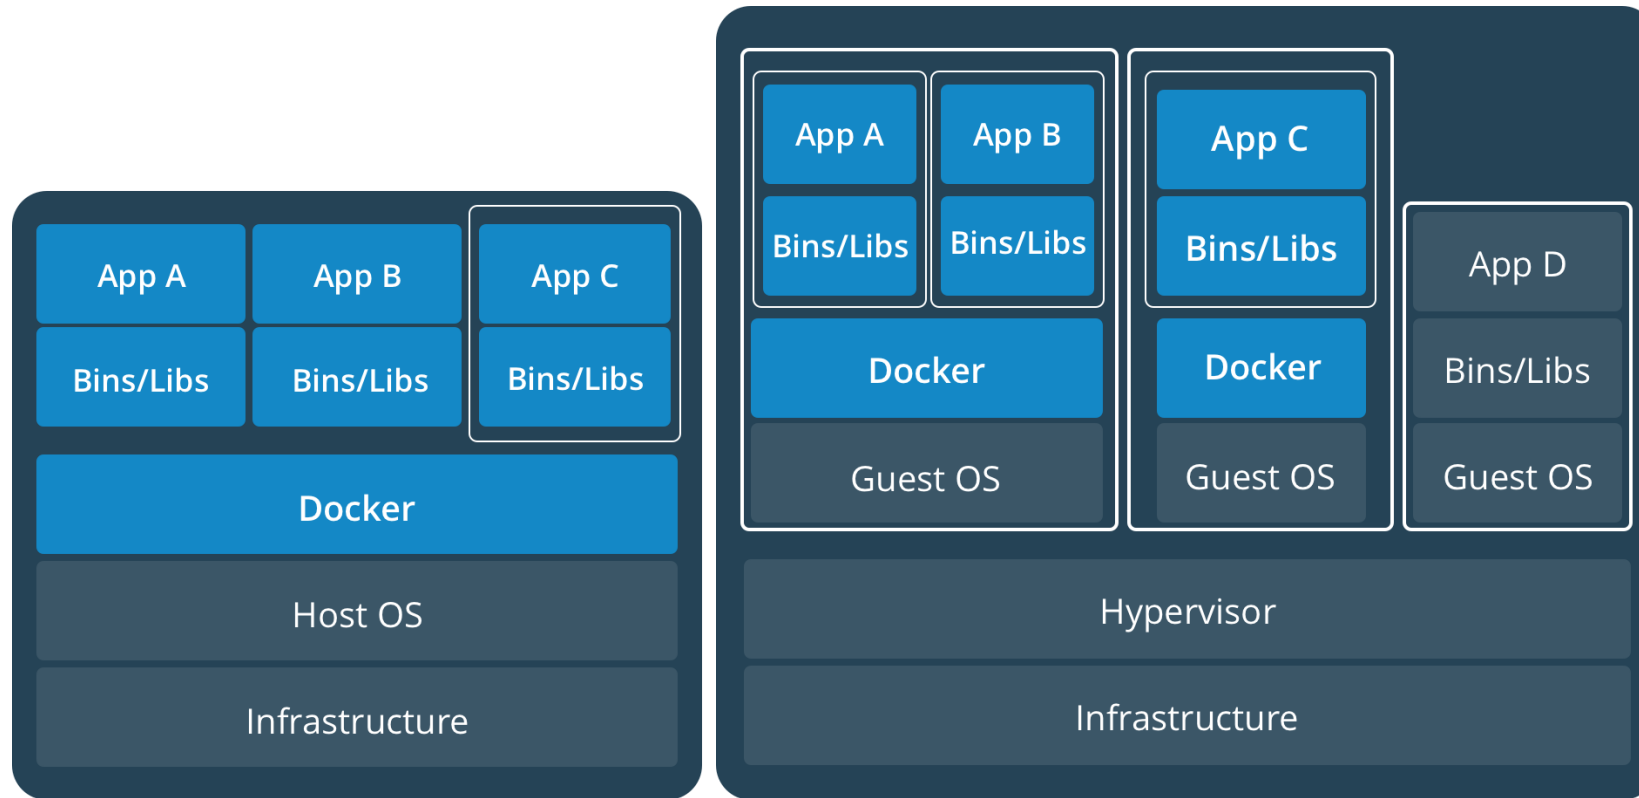 App A
App B
App C
Bins/Libs
Bins/Libs
Bins/Libs
Docker
Host OS
Infrastructure
App A
App B
Bins/Libs
Bins/Libs
Docker
Guest OS
App C
Bins/Libs
Docker
Guest OS
App D
Bins/Libs
Guest OS
Hypervisor
Infrastructure